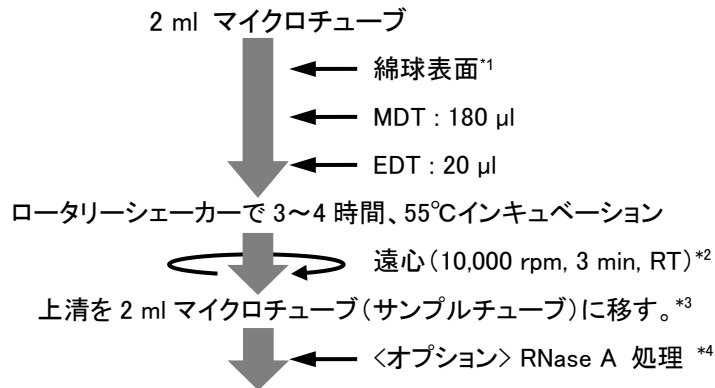 2 ml マイクロチューブ
綿球表面*1
MDT : 180 µl
EDT : 20 µl
ロータリーシェーカーで 3～4 時間、55℃インキュベーション
遠心（10,000 rpm, 3 min, RT）*2
上清を 2 ml マイクロチューブ（サンプルチューブ）に移す。*3
＜オプション＞ RNase A 処理 *4